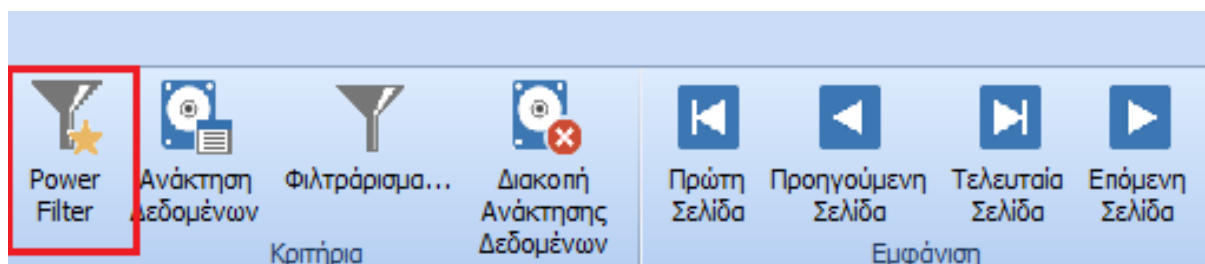 Power
Filter
Ανάκτηση
Δεδομένων
Φιλτράρισμα...
Διακοπή
Ανάκτησης
Δεδομένων
Κριτήρια
Πρώτη
Σελίδα
Προηγούμενη
Σελίδα
Τελευταία
Σελίδα
Επόμενη
Σελίδα
Εμφάνιση